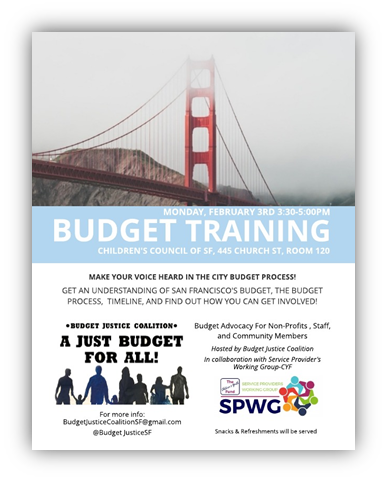 MONDAY, FEBRUARY 3RD 3:30-5:00PM
BUDGET TRAINING
CHILDREN'S COUNCIL OF SF, 445 CHURCH ST, ROOM 120
MAKE YOUR VOICE HEARD IN THE CITY BUDGET PROCESS!
GET AN UNDERSTANDING OF SAN FRANCISCO'S BUDGET, THE BUDGET
PROCESS, TIMELINE, AND FIND OUT HOW YOU CAN GET INVOLVED!
•BUDGET JUSTICE COALITION•
A JUST BUDGET
FOR ALL!
For more info:
BudgetJusticeCoalitionSF@gmail.com
@Budget JusticeSF
Budget Advocacy For Non-Profits , Staff,
and Community Members
Hosted by Budget Justice Coalition
In collaboration with Service Provider's
Working Group-CYF
SERVICE PROVIDERS
WORKING GROUP
SPWG
Snacks & Refreshments will be served